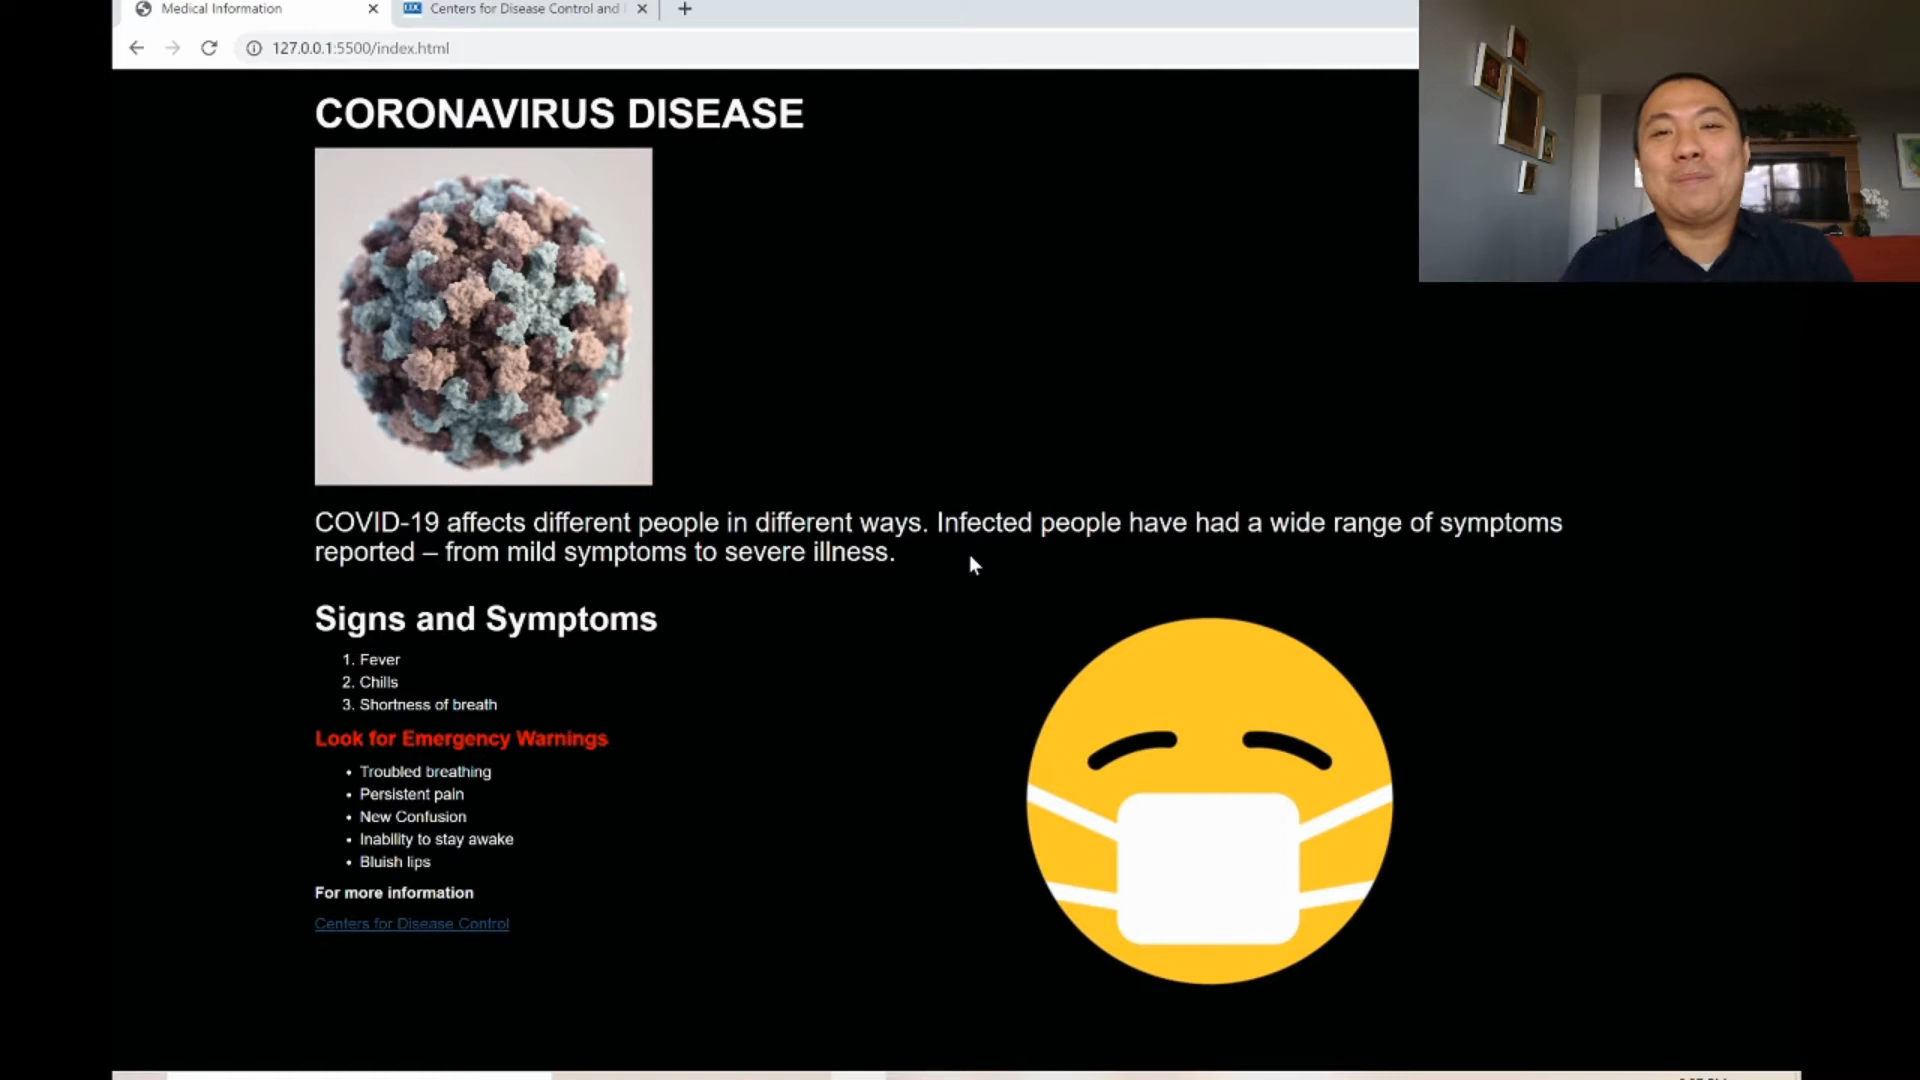 Medical Information
CDC Centers for Disease Control and
127.0.0.1:5500/index.html
CORONAVIRUS DISEASE
COVID-19 affects different people in different ways. Infected people have had a wide range of symptoms
reported – from mild symptoms to severe illness.
Signs and Symptoms
1. Fever
2. Chills
3. Shortness of breath
Look for Emergency Warnings
• Troubled breathing
• Persistent pain
• New Confusion
• Inability to stay awake
• Bluish lips
For more information
Centers for Disease Control